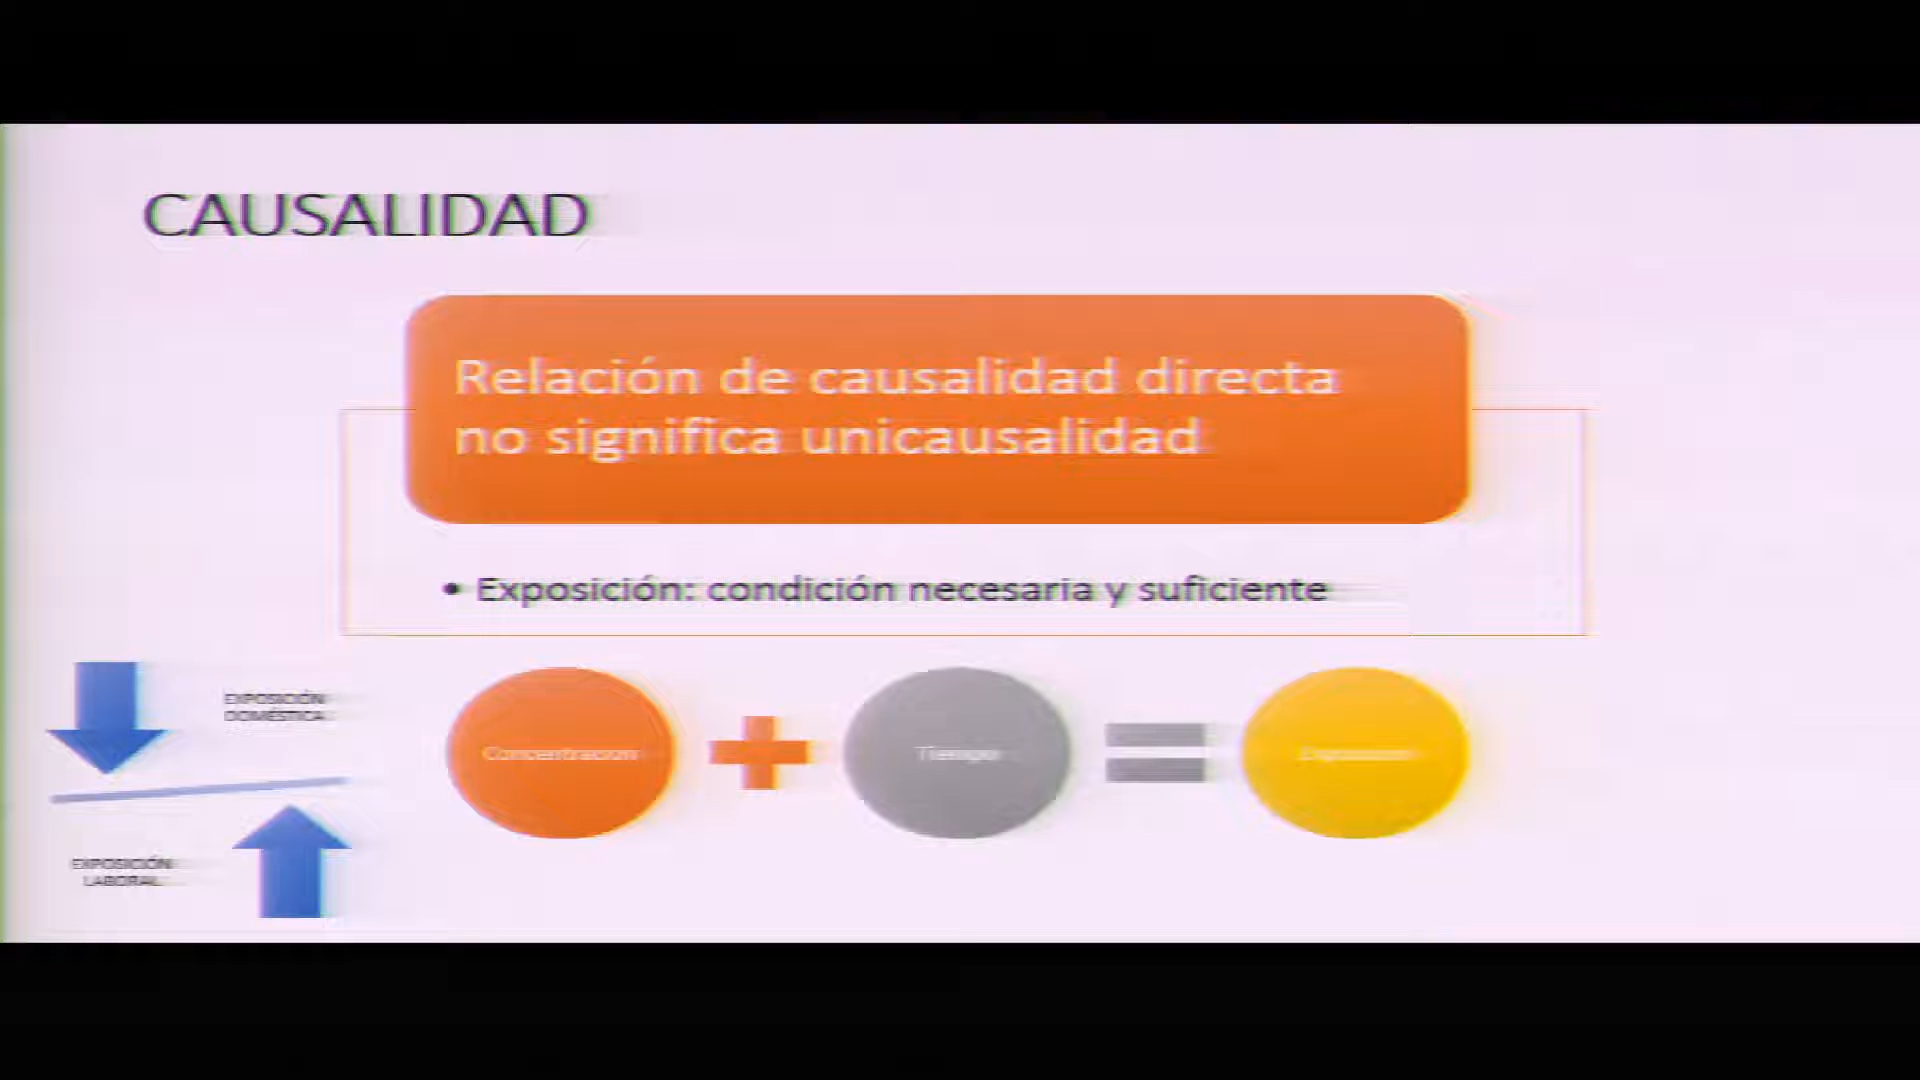 CAUSALIDAD
Relación de causalidad directa
no significa unicausalidad
• Exposición: condición necesaria y suficiente
EXPOSICIÓN
DOMÉSTICA
Concentración
Tiempo
EXPOSICIÓN
LABORAL